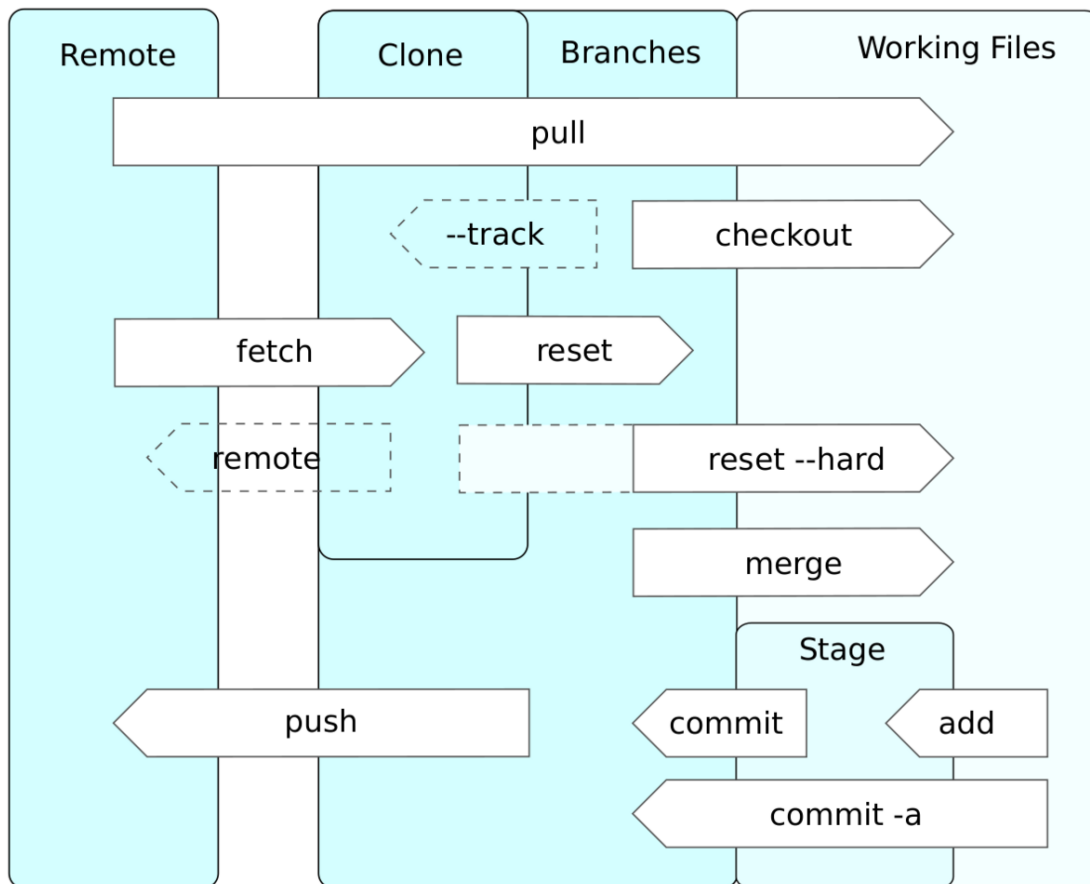 Remote
Clone
Branches
Working Files
pull
--track
checkout
fetch
reset
remote
reset --hard
merge
Stage
push
commit
add
commit -a